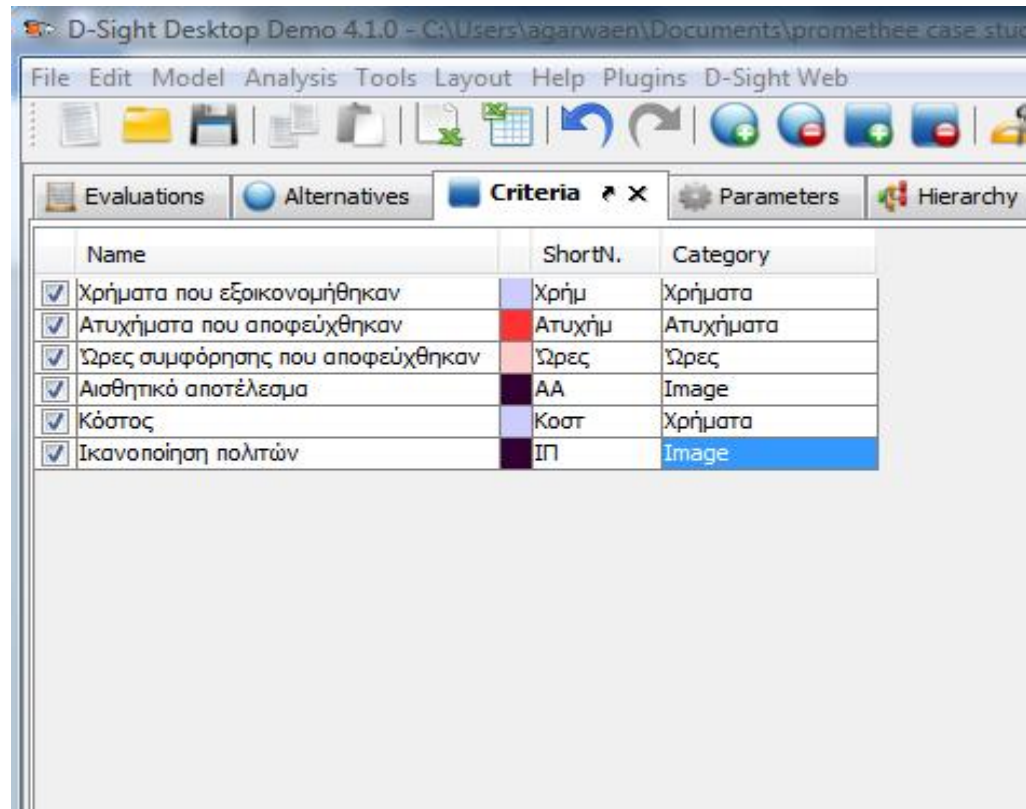 D-Sight Desktop Demo 4.1.0 - C:\Users\agarwaen\Documents\promethee case stud
File Edit Model Analysis Tools Layout Help Plugins D-Sight Web
Evaluations Alternatives Criteria Parameters Hierarchy
Name ShortN. Category
Χρήματα που εξοικονομήθηκαν Χρήμ Χρήματα
Ατυχήματα που αποφεύχθηκαν Ατυχήμ Ατυχήματα
Ώρες συμφόρησης που αποφεύχθηκαν Ώρες Ώρες
Αισθητικό αποτέλεσμα ΑΑ Image
Κόστος Κοστ Χρήματα
Ικανοποίηση πολιτών ΙΠ Image